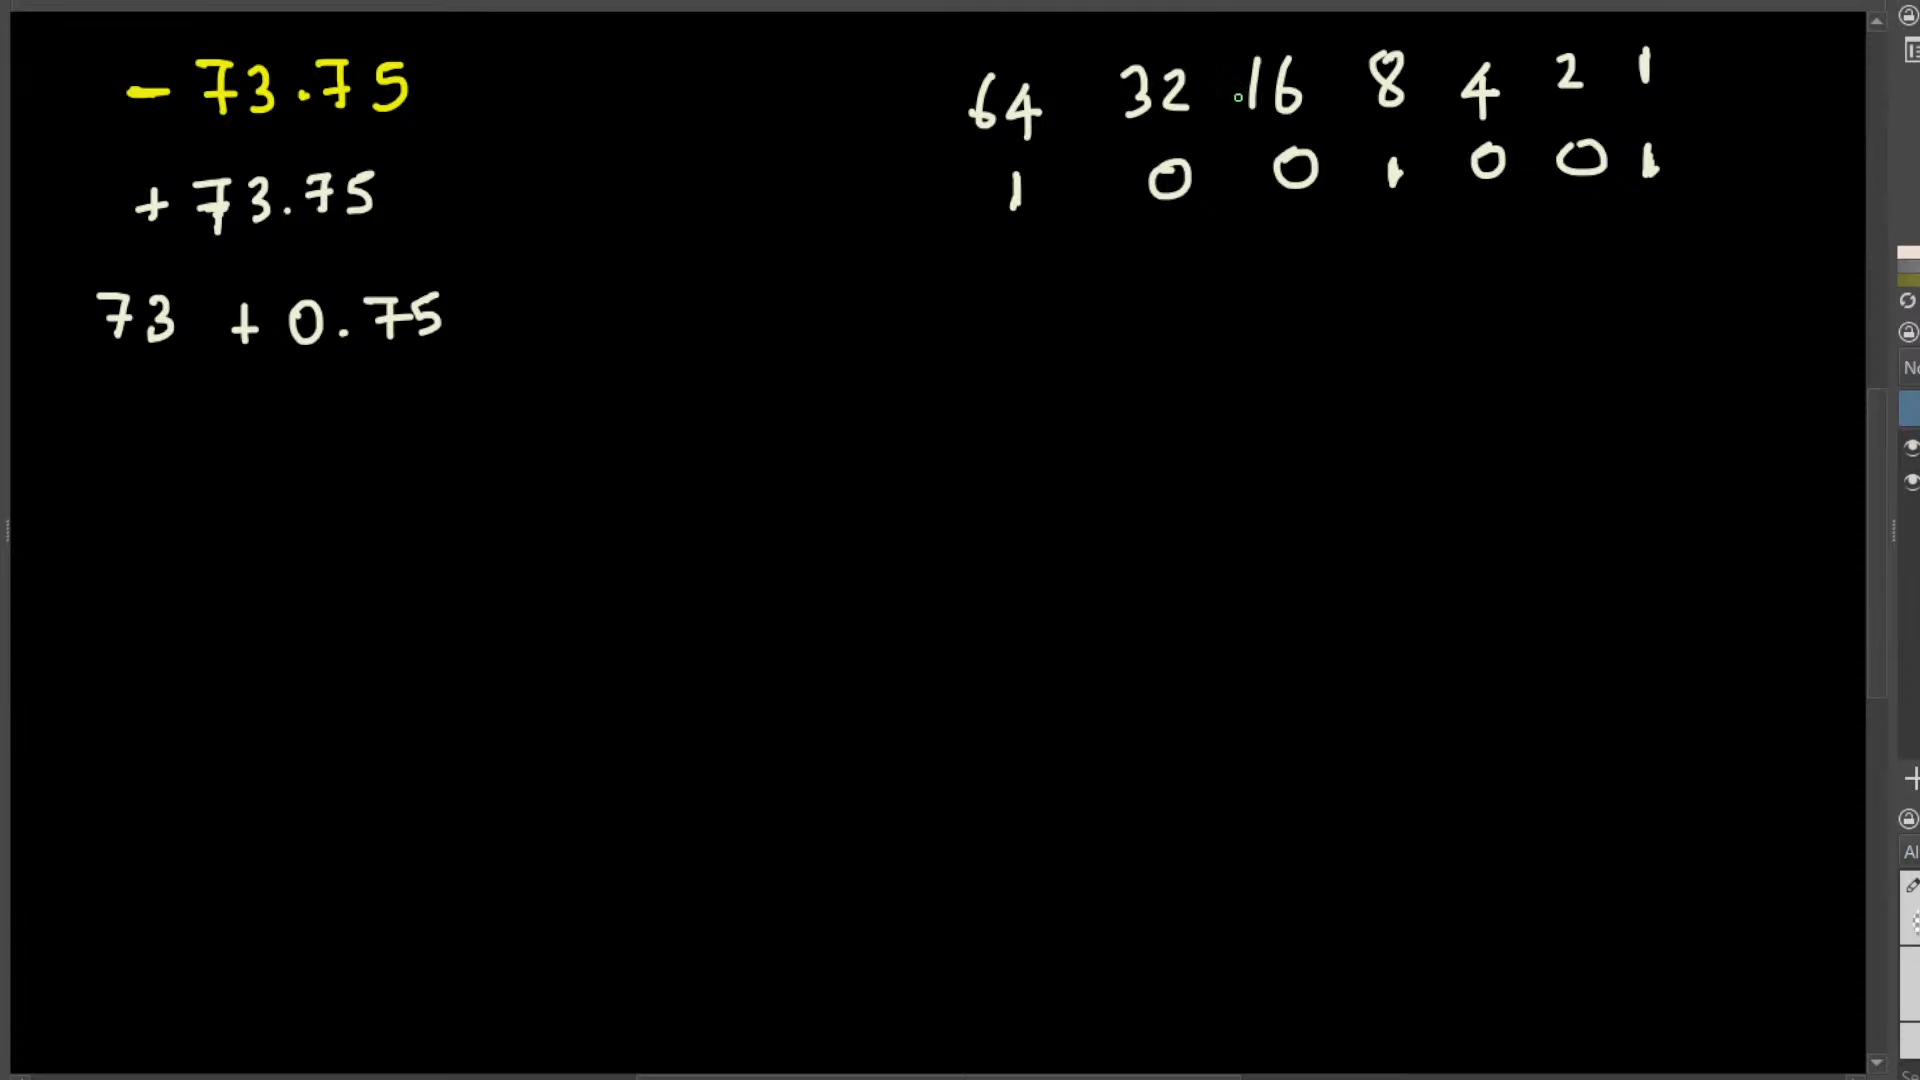 - 73.75
+ 73.75
73 + 0.75
64 32 16 8 4 2 1
1 0 0 1 0 0 1